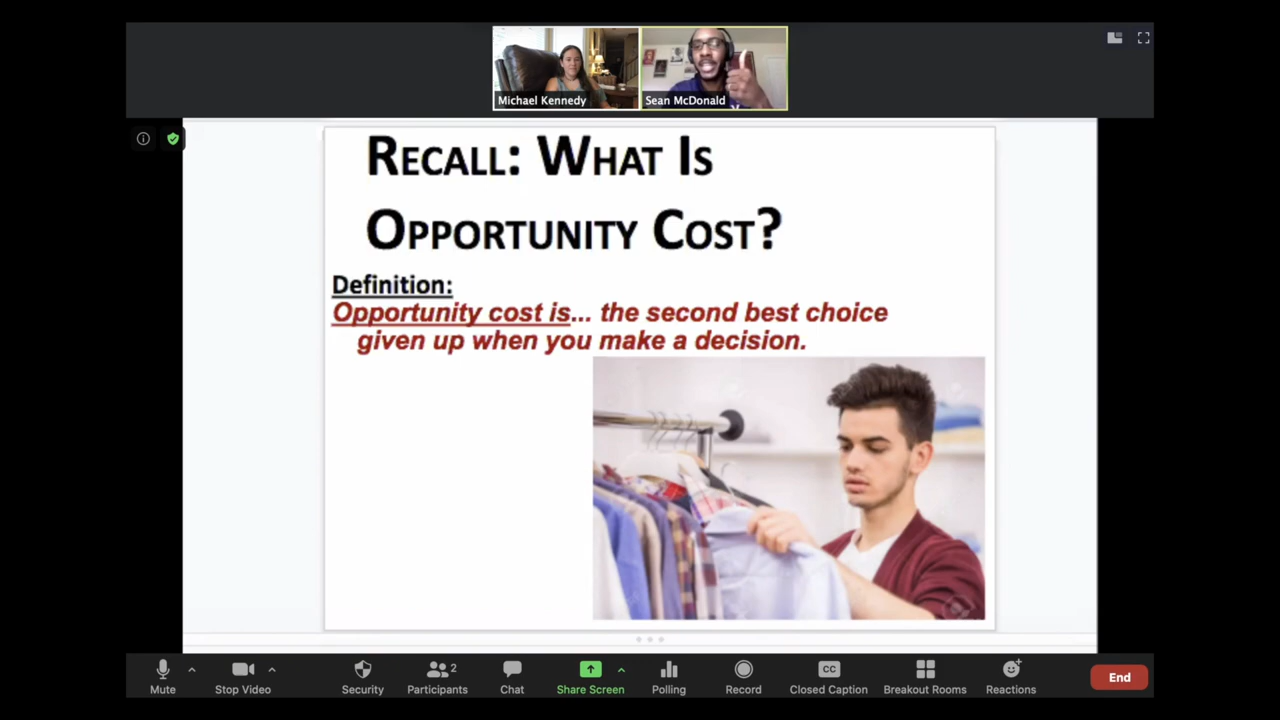 Michael Kennedy
Sean McDonald
RECALL: WHAT IS
OPPORTUNITY COST?
Definition:
Opportunity cost is... the second best choice
given up when you make a decision.
Mute
Stop Video
Security
Participants
2
Chat
Share Screen
Polling
Record
CC
Closed Caption
Breakout Rooms
Reactions
End